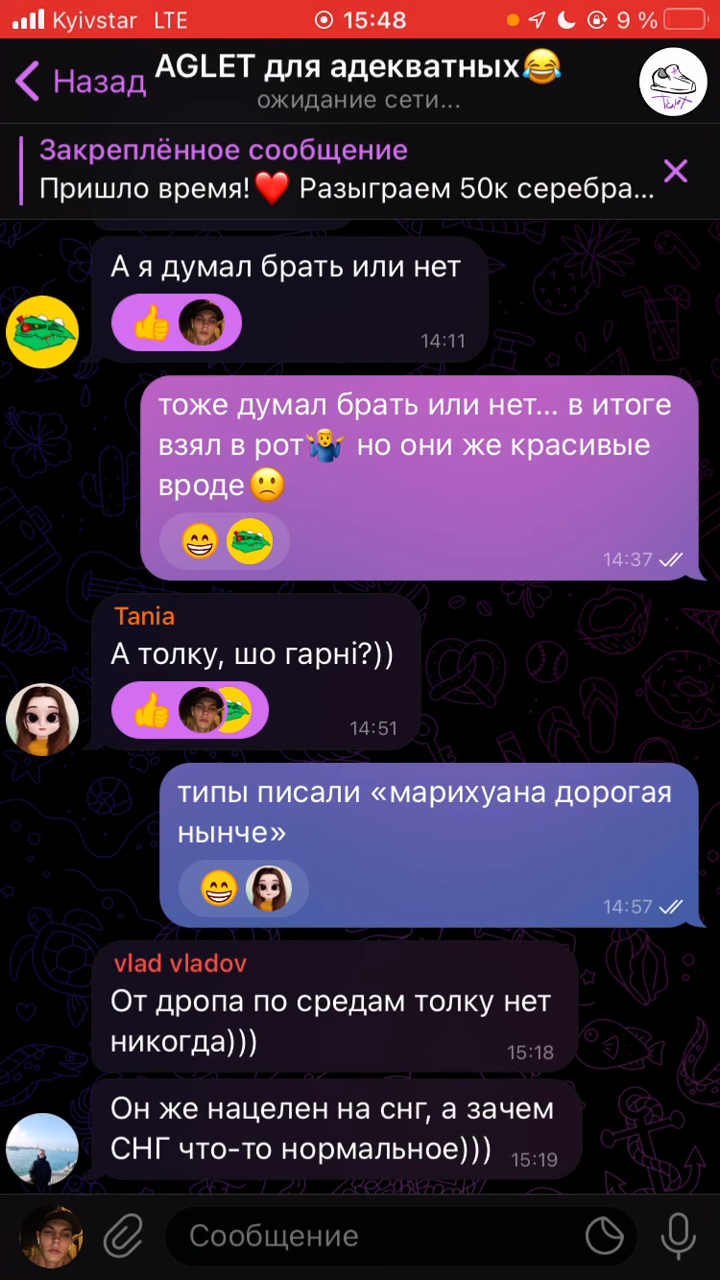 Kyivstar LTE 15:48 9 %
Назад AGLET для адекватных😂
ожидание сети...
Закреплённое сообщение
Пришло время!❤️ Разыграем 50к серебра...
А я думал брать или нет
14:11
тоже думал брать или нет... в итоге
взял в рот🤷‍♂️ но они же красивые
вроде🙁
14:37
Tania
А толку, шо гарні?))
14:51
типы писали «марихуана дорогая
нынче»
14:57
vlad vladov
От дропа по средам толку нет
никогда)))
15:18
Он же нацелен на снг, а зачем
СНГ что-то нормальное)))
15:19
Сообщение